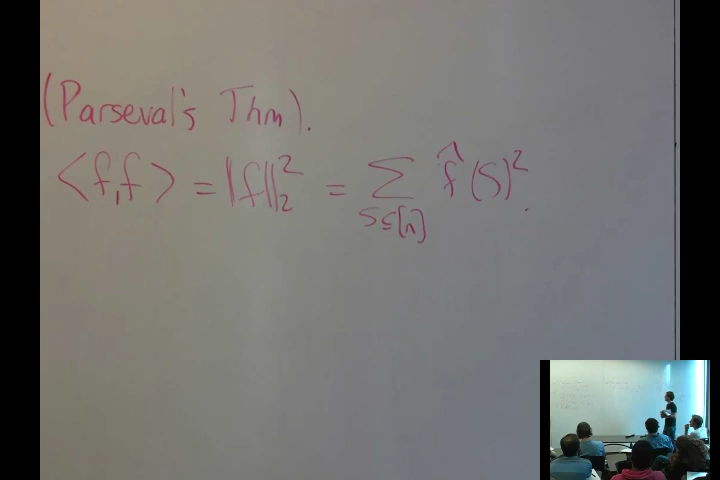 (Parseval's Thm).
<f,f> = ||f||₂² = ∑_{S⊆[n]} f̂(S)².